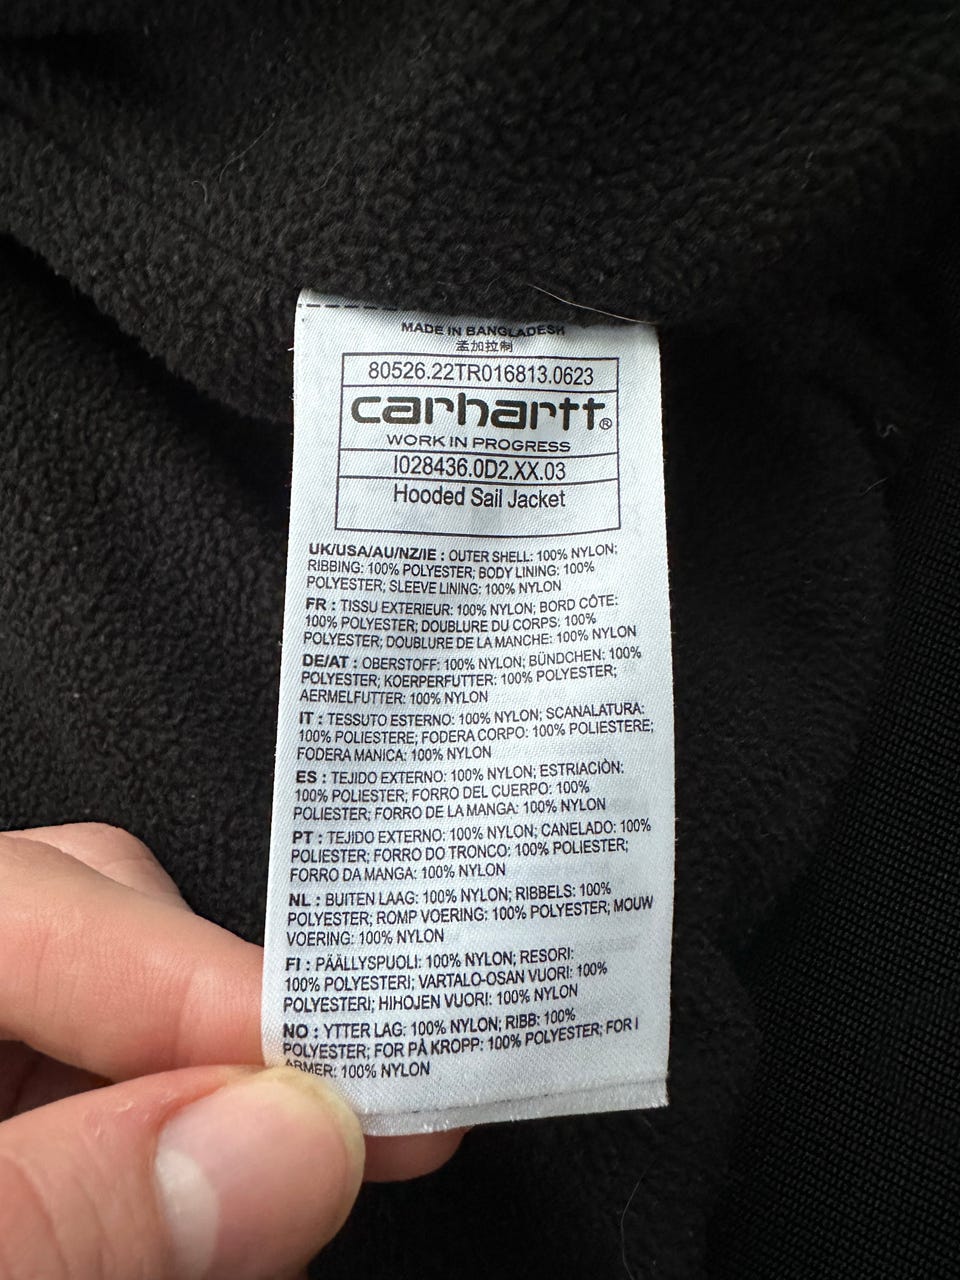 MADE IN BANGLADESH
孟加拉制
80526.22TR016813.0623
carhartt®
WORK IN PROGRESS
I028436.0D2.XX.03
Hooded Sail Jacket
UK/USA/AU/NZ/IE : OUTER SHELL: 100% NYLON;
RIBBING: 100% POLYESTER; BODY LINING: 100%
POLYESTER; SLEEVE LINING: 100% NYLON
FR : TISSU EXTERIEUR: 100% NYLON; BORD CÔTE:
100% POLYESTER; DOUBLURE DU CORPS: 100%
POLYESTER; DOUBLURE DE LA MANCHE: 100% NYLON
DE/AT : OBERSTOFF: 100% NYLON; BÜNDCHEN: 100%
POLYESTER; KOERPERFUTTER: 100% POLYESTER;
AERMELFUTTER: 100% NYLON
IT : TESSUTO ESTERNO: 100% NYLON; SCANALATURA:
100% POLIESTERE; FODERA CORPO: 100% POLIESTERE;
FODERA MANICA: 100% NYLON
ES : TEJIDO EXTERNO: 100% NYLON; ESTRIACIÒN:
100% POLIESTER; FORRO DEL CUERPO: 100%
POLIESTER; FORRO DE LA MANGA: 100% NYLON
PT : TEJIDO EXTERNO: 100% NYLON; CANELADO: 100%
POLIESTER; FORRO DO TRONCO: 100% POLIESTER;
FORRO DA MANGA: 100% NYLON
NL : BUITEN LAAG: 100% NYLON; RIBBELS: 100%
POLYESTER; ROMP VOERING: 100% POLYESTER; MOUW
VOERING: 100% NYLON
FI : PÄÄLLYSPUOLI: 100% NYLON; RESORI:
100% POLYESTERI; VARTALO-OSAN VUORI: 100%
POLYESTERI; HIHOJEN VUORI: 100% NYLON
NO : YTTER LAG: 100% NYLON; RIBB: 100%
POLYESTER; FOR PÅ KROPP: 100% POLYESTER; FOR I
ARMER: 100% NYLON